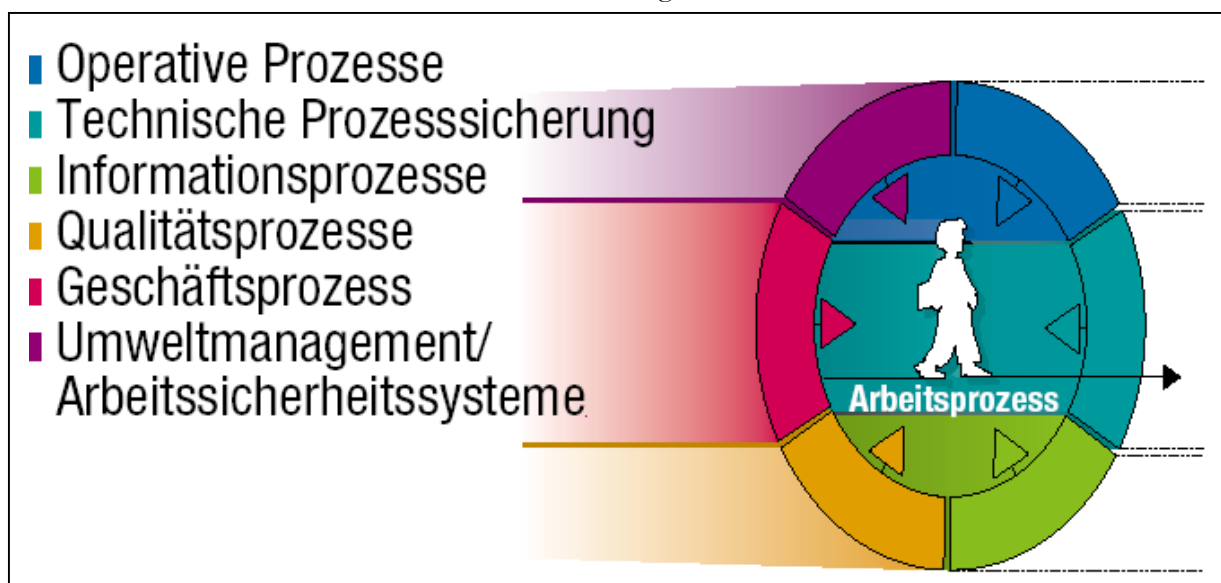 Operative Prozesse
Technische Prozesssicherung
Informationsprozesse
Qualitätsprozesse
Geschäftsprozess
Umweltmanagement/
Arbeitssicherheitssysteme
Arbeitsprozess